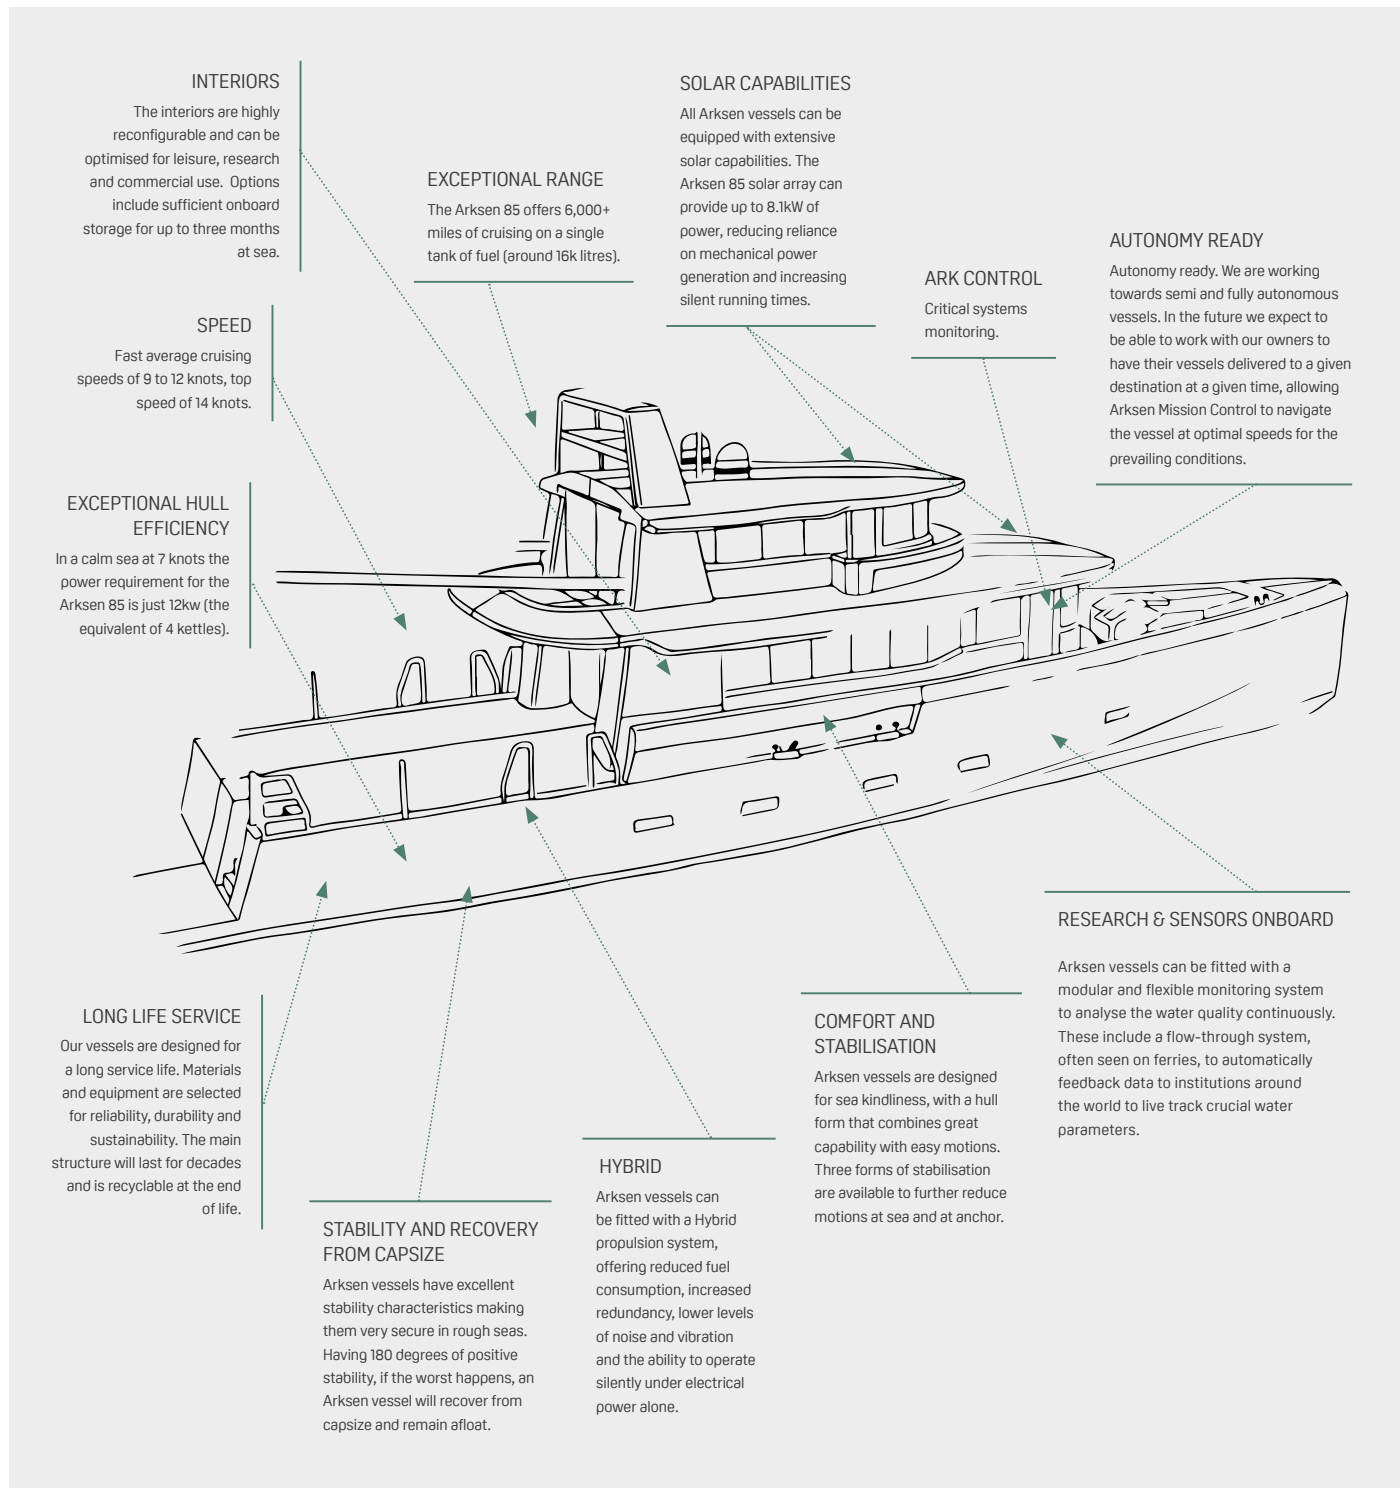 INTERIORS
The interiors are highly
reconfigurable and can be
optimised for leisure, research
and commercial use. Options
include sufficient onboard
storage for up to three months
at sea.
EXCEPTIONAL RANGE
The Arksen 85 offers 6,000+
miles of cruising on a single
tank of fuel (around 16k litres).
SOLAR CAPABILITIES
All Arksen vessels can be
equipped with extensive
solar capabilities. The
Arksen 85 solar array can
provide up to 8.1kW of
power, reducing reliance
on mechanical power
generation and increasing
silent running times.
ARK CONTROL
Critical systems
monitoring.
AUTONOMY READY
Autonomy ready. We are working
towards semi and fully autonomous
vessels. In the future we expect to
be able to work with our owners to
have their vessels delivered to a given
destination at a given time, allowing
Arksen Mission Control to navigate
the vessel at optimal speeds for the
prevailing conditions.
SPEED
Fast average cruising
speeds of 9 to 12 knots, top
speed of 14 knots.
EXCEPTIONAL HULL
EFFICIENCY
In a calm sea at 7 knots the
power requirement for the
Arksen 85 is just 12kw (the
equivalent of 4 kettles).
LONG LIFE SERVICE
Our vessels are designed for
a long service life. Materials
and equipment are selected
for reliability, durability and
sustainability. The main
structure will last for decades
and is recyclable at the end
of life.
STABILITY AND RECOVERY
FROM CAPSIZE
Arksen vessels have excellent
stability characteristics making
them very secure in rough seas.
Having 180 degrees of positive
stability, if the worst happens, an
Arksen vessel will recover from
capsize and remain afloat.
HYBRID
Arksen vessels can
be fitted with a Hybrid
propulsion system,
offering reduced fuel
consumption, increased
redundancy, lower levels
of noise and vibration
and the ability to operate
silently under electrical
power alone.
COMFORT AND
STABILISATION
Arksen vessels are designed
for sea kindliness, with a hull
form that combines great
capability with easy motions.
Three forms of stabilisation
are available to further reduce
motions at sea and at anchor.
RESEARCH & SENSORS ONBOARD
Arksen vessels can be fitted with a
modular and flexible monitoring system
to analyse the water quality continuously.
These include a flow-through system,
often seen on ferries, to automatically
feedback data to institutions around
the world to live track crucial water
parameters.